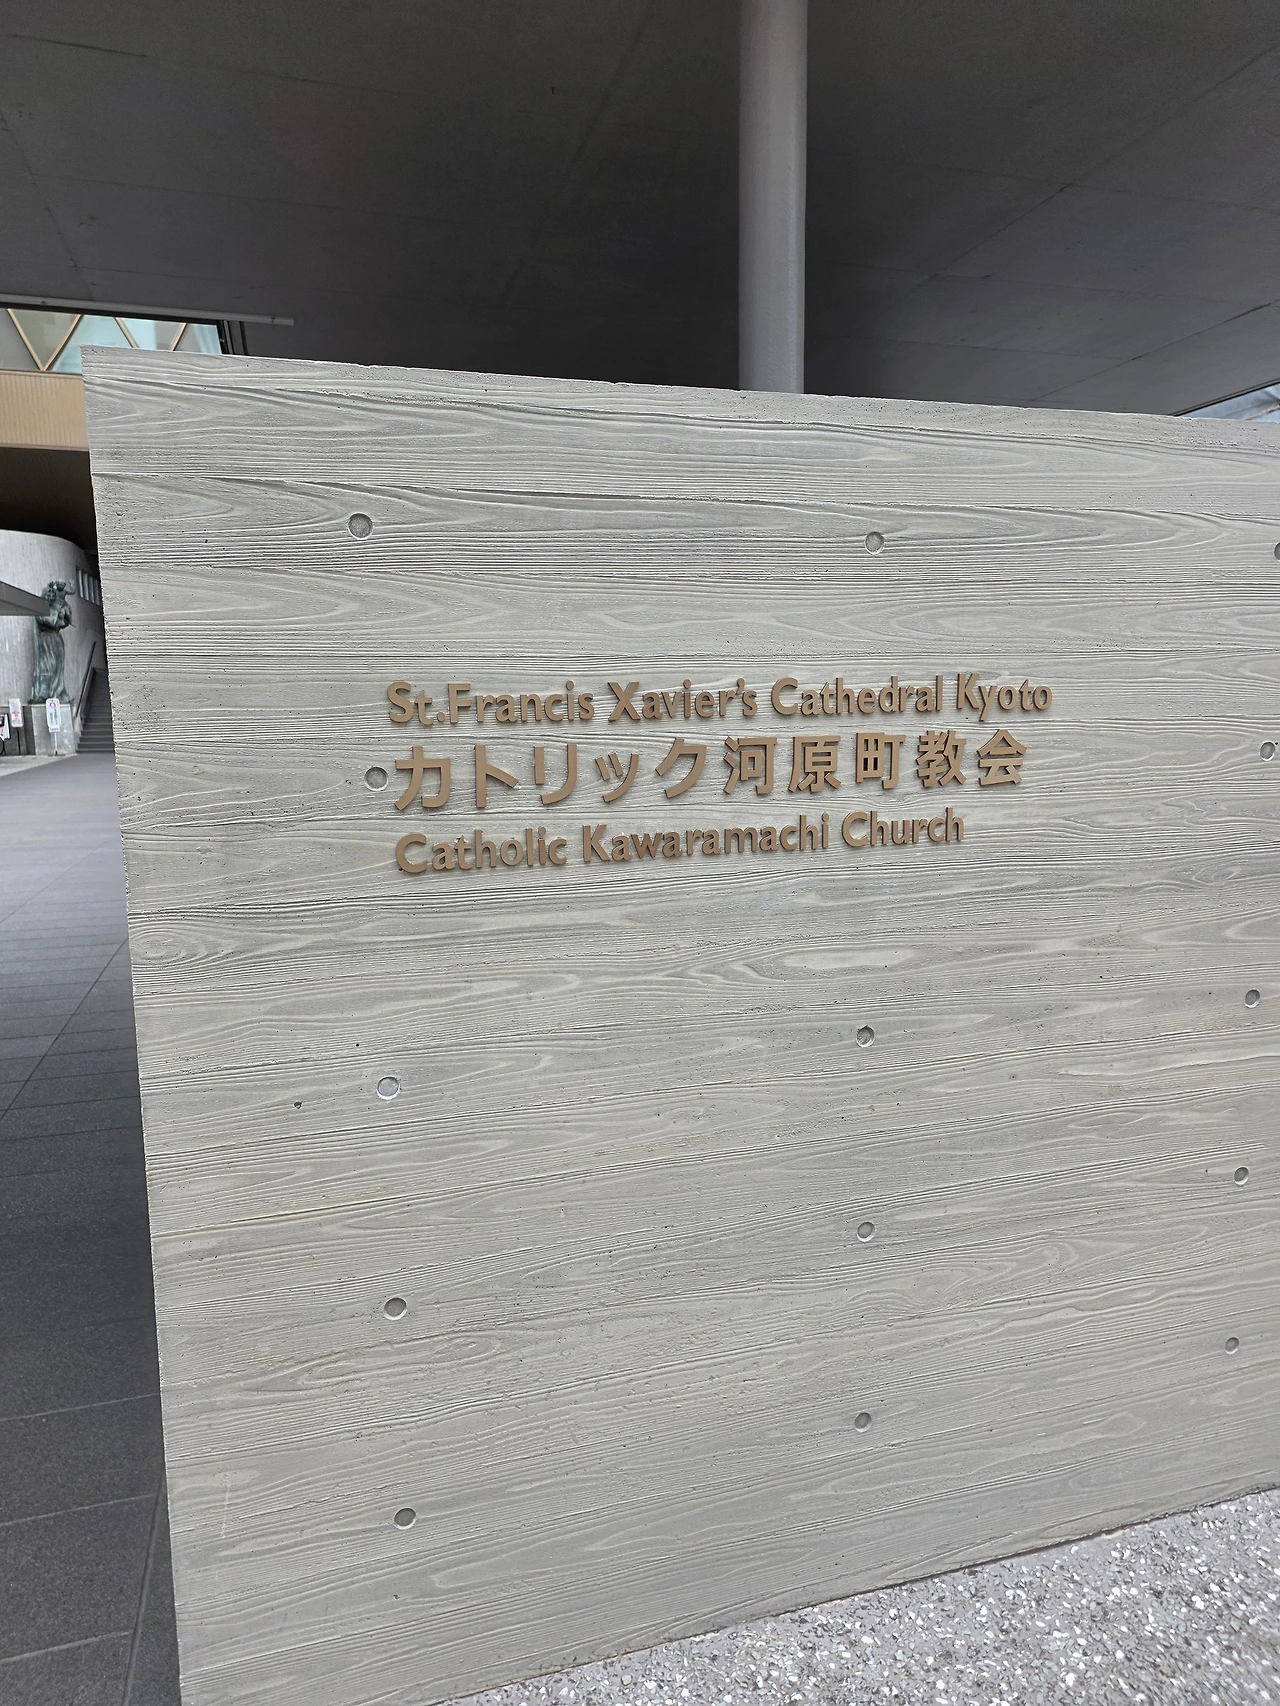 St.Francis Xavier's Cathedral Kyoto
カトリック河原町教会
Catholic Kawaramachi Church